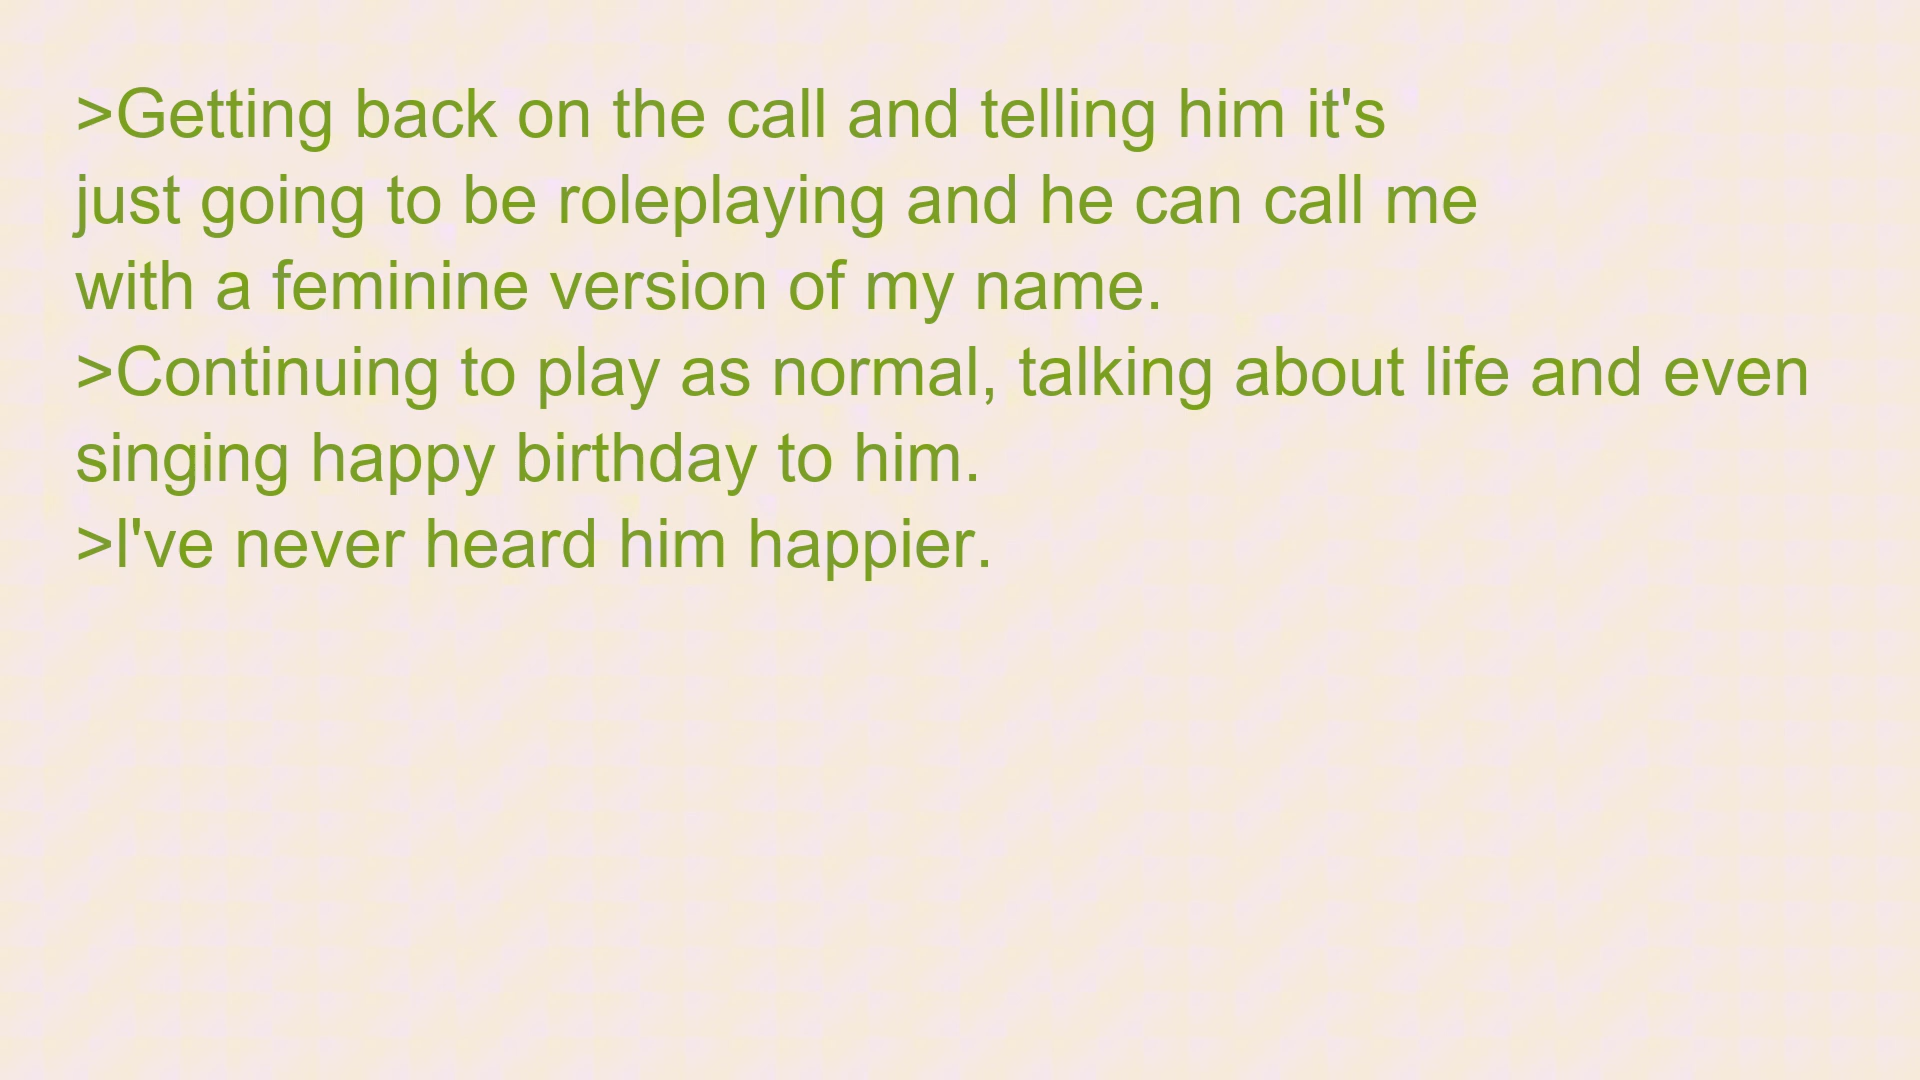 >Getting back on the call and telling him it's
just going to be roleplaying and he can call me
with a feminine version of my name.
>Continuing to play as normal, talking about life and even
singing happy birthday to him.
>I've never heard him happier.